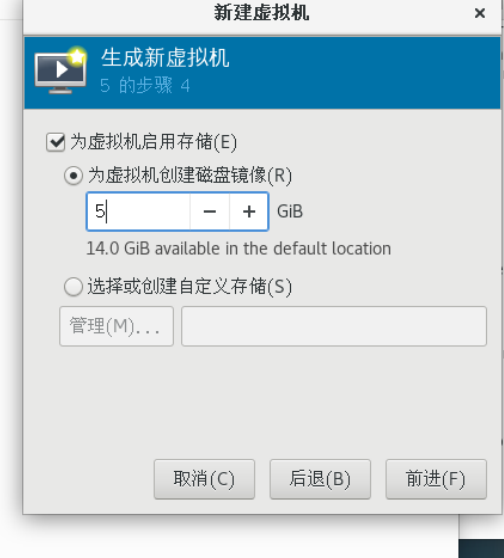 新建虚拟机 ×
生成新虚拟机
5 的步骤 4
为虚拟机启用存储(E)
为虚拟机创建磁盘镜像(R)
5 − + GiB
14.0 GiB available in the default location
选择或创建自定义存储(S)
管理(M)...
取消(C) 后退(B) 前进(F)